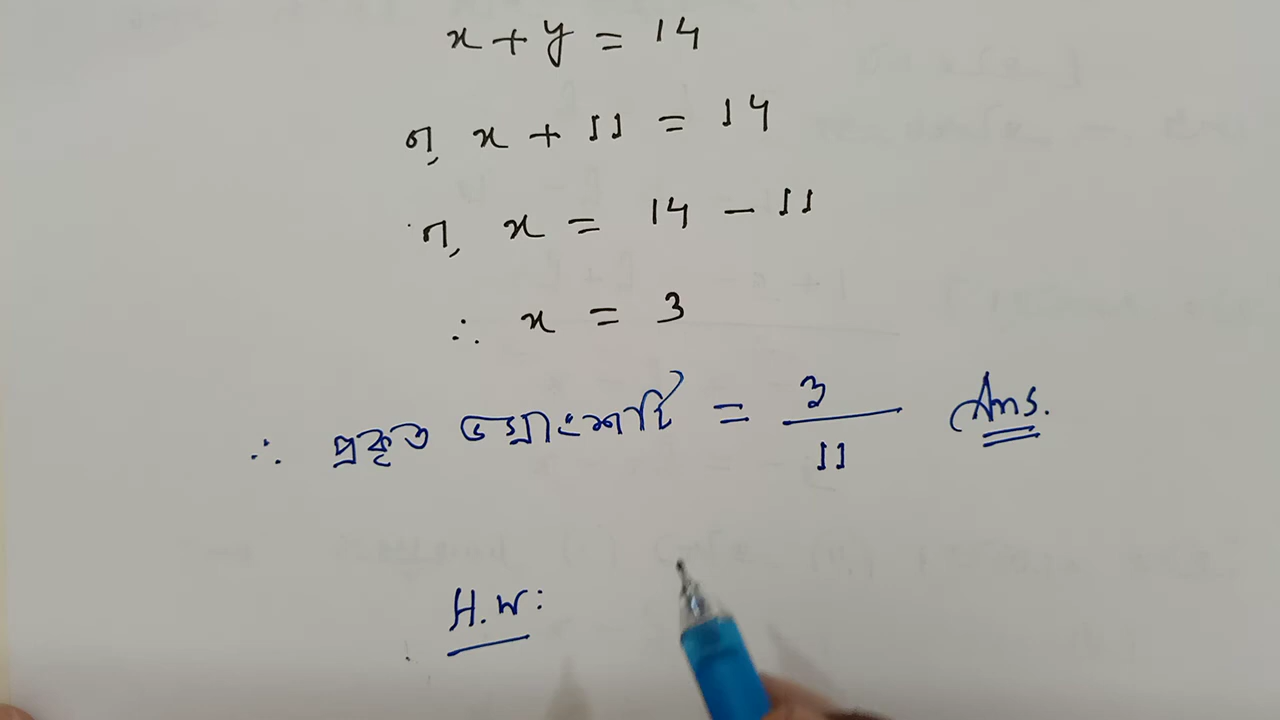 x + y = 14
বা, x + 11 = 14
বা, x = 14 - 11
∴ x = 3
∴ প্রকৃত ভগ্নাংশটি = 3/11 Ans.
H.W: